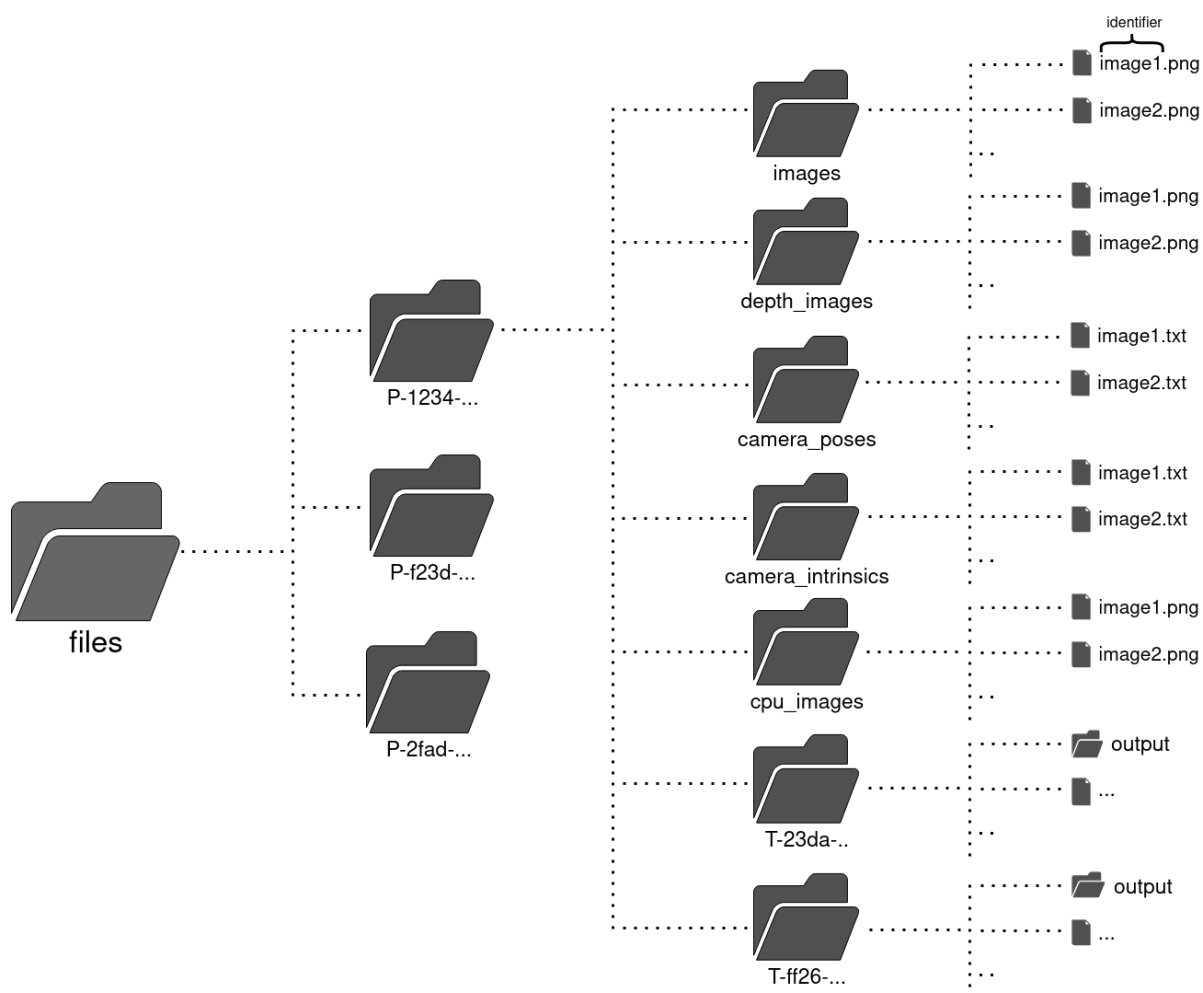 identifier
image1.png
image2.png
...
images
image1.png
image2.png
...
depth_images
image1.txt
image2.txt
...
camera_poses
image1.txt
image2.txt
...
camera_intrinsics
image1.png
image2.png
...
cpu_images
output
...
T-23da-..
output
...
T-ff26-...
P-1234-...
P-f23d-...
P-2fad-...
files